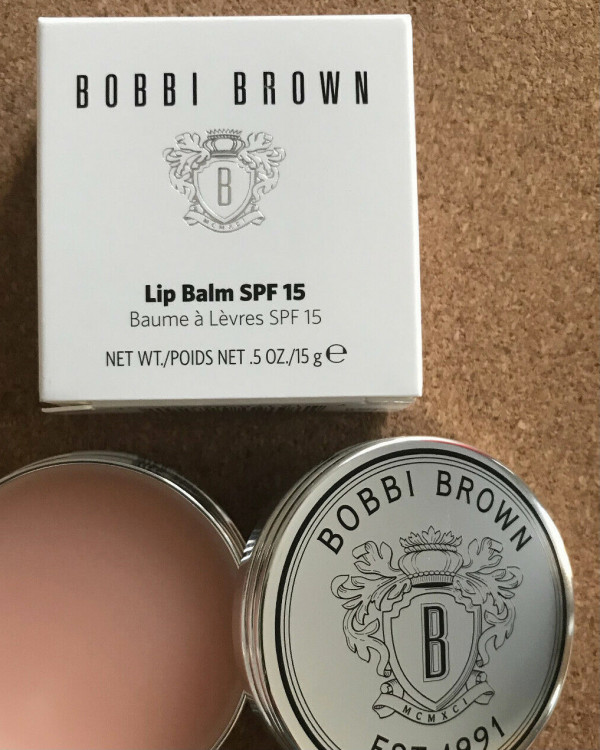 BOBBI BROWN
B
MCMXCI
Lip Balm SPF 15
Baume à Lèvres SPF 15
NET WT./POIDS NET .5 OZ./15 g ℮
BOBBI BROWN
B
MCMXCI
EST. 1991